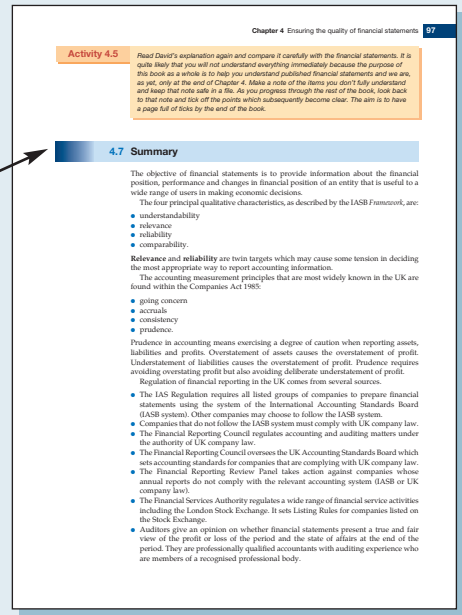 Chapter 4 Ensuring the quality of financial statements 97
Activity 4.5
Read David's explanation again and compare it carefully with the financial statements. It is
quite likely that you will not understand everything immediately because the purpose of
this book as a whole is to help you understand published financial statements and we are,
as yet, only at the end of Chapter 4. Make a note of the items you don't fully understand
and keep that note safe in a file. As you progress through the rest of the book, look back
to that note and tick off the points which subsequently become clear. The aim is to have
a page full of ticks by the end of the book.
4.7 Summary
The objective of financial statements is to provide information about the financial
position, performance and changes in financial position of an entity that is useful to a
wide range of users in making economic decisions.
The four principal qualitative characteristics, as described by the IASB Framework, are:
• understandability
• relevance
• reliability
• comparability.
Relevance and reliability are twin targets which may cause some tension in deciding
the most appropriate way to report accounting information.
The accounting measurement principles that are most widely known in the UK are
found within the Companies Act 1985:
• going concern
• accruals
• consistency
• prudence.
Prudence in accounting means exercising a degree of caution when reporting assets,
liabilities and profits. Overstatement of assets causes the overstatement of profit.
Understatement of liabilities causes the overstatement of profit. Prudence requires
avoiding overstating profit but also avoiding deliberate understatement of profit.
Regulation of financial reporting in the UK comes from several sources.
• The IAS Regulation requires all listed groups of companies to prepare financial
statements using the system of the International Accounting Standards Board
(IASB system). Other companies may choose to follow the IASB system.
• Companies that do not follow the IASB system must comply with UK company law.
• The Financial Reporting Council regulates accounting and auditing matters under
the authority of UK company law.
• The Financial Reporting Council oversees the UK Accounting Standards Board which
sets accounting standards for companies that are complying with UK company law.
• The Financial Reporting Review Panel takes action against companies whose
annual reports do not comply with the relevant accounting system (IASB or UK
company law).
• The Financial Services Authority regulates a wide range of financial service activities
including the London Stock Exchange. It sets Listing Rules for companies listed on
the Stock Exchange.
• Auditors give an opinion on whether financial statements present a true and fair
view of the profit or loss of the period and the state of affairs at the end of the
period. They are professionally qualified accountants with auditing experience who
are members of a recognised professional body.